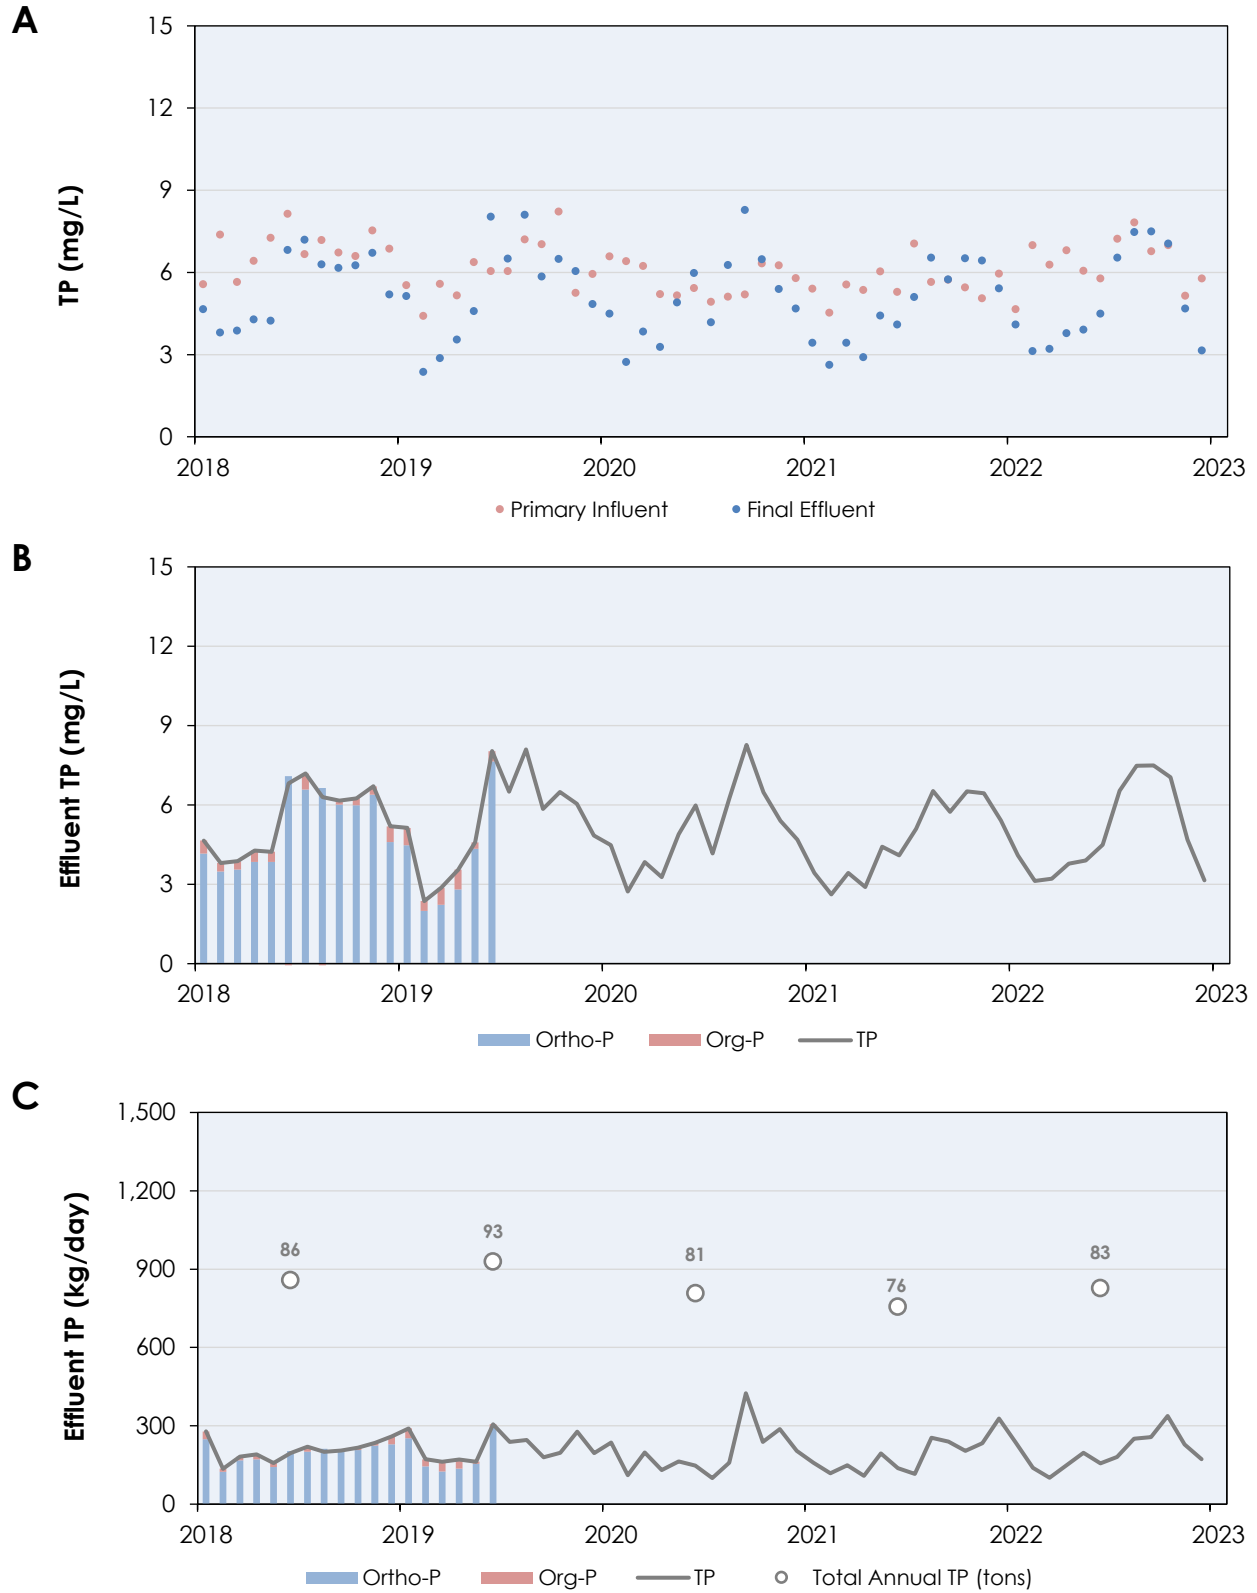 A
TP (mg/L)
15
12
9
6
3
0
2018 2019 2020 2021 2022 2023
Primary Influent Final Effluent
B
Effluent TP (mg/L)
15
12
9
6
3
0
2018 2019 2020 2021 2022 2023
Ortho-P Org-P TP
C
Effluent TP (kg/day)
1,500
1,200
900
600
300
0
86 93 81 76 83
2018 2019 2020 2021 2022 2023
Ortho-P Org-P TP Total Annual TP (tons)